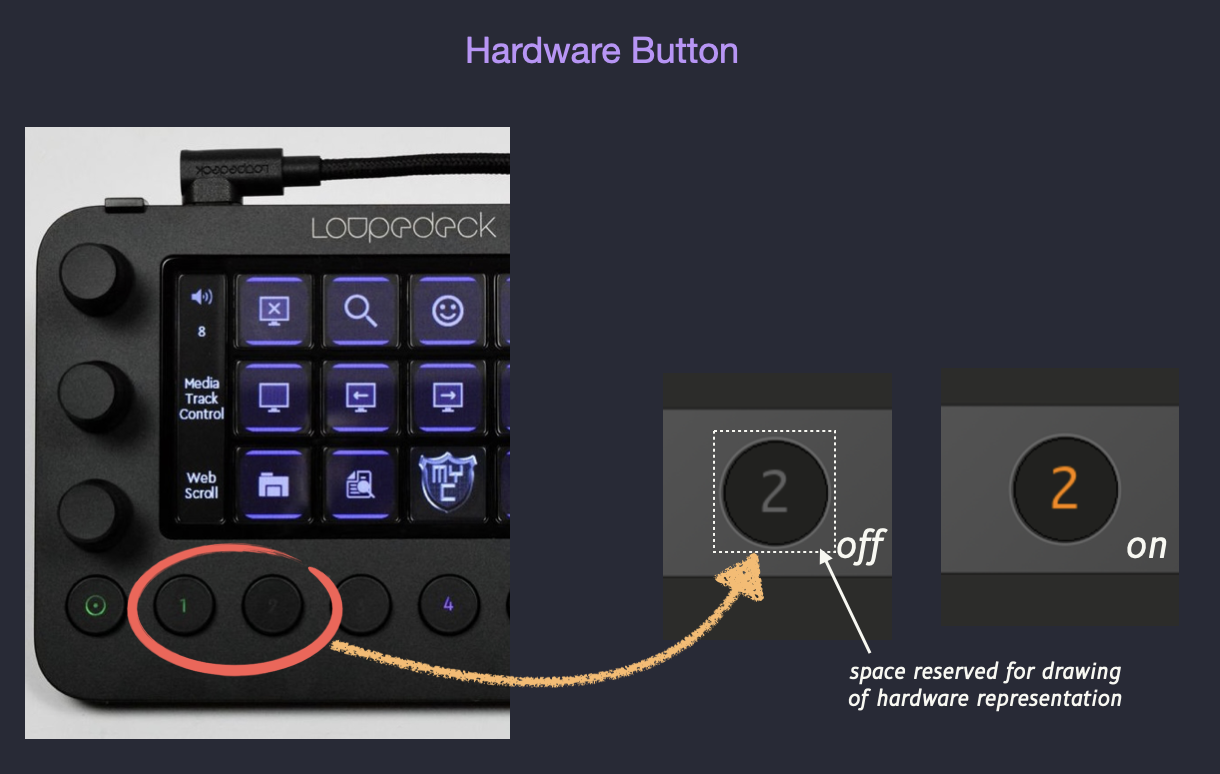 Hardware Button
Loupedeck
Loupedeck
8
Media
Track
Control
Web
Scroll
MYC
1
2
4
2
off
2
on
space reserved for drawing
of hardware representation